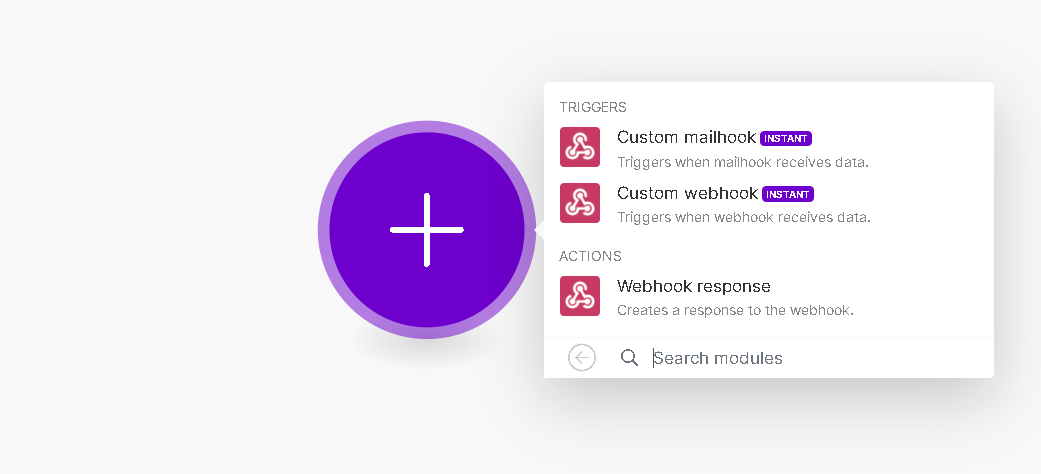 TRIGGERS
Custom mailhook INSTANT
Triggers when mailhook receives data.
Custom webhook INSTANT
Triggers when webhook receives data.
ACTIONS
Webhook response
Creates a response to the webhook.
Search modules